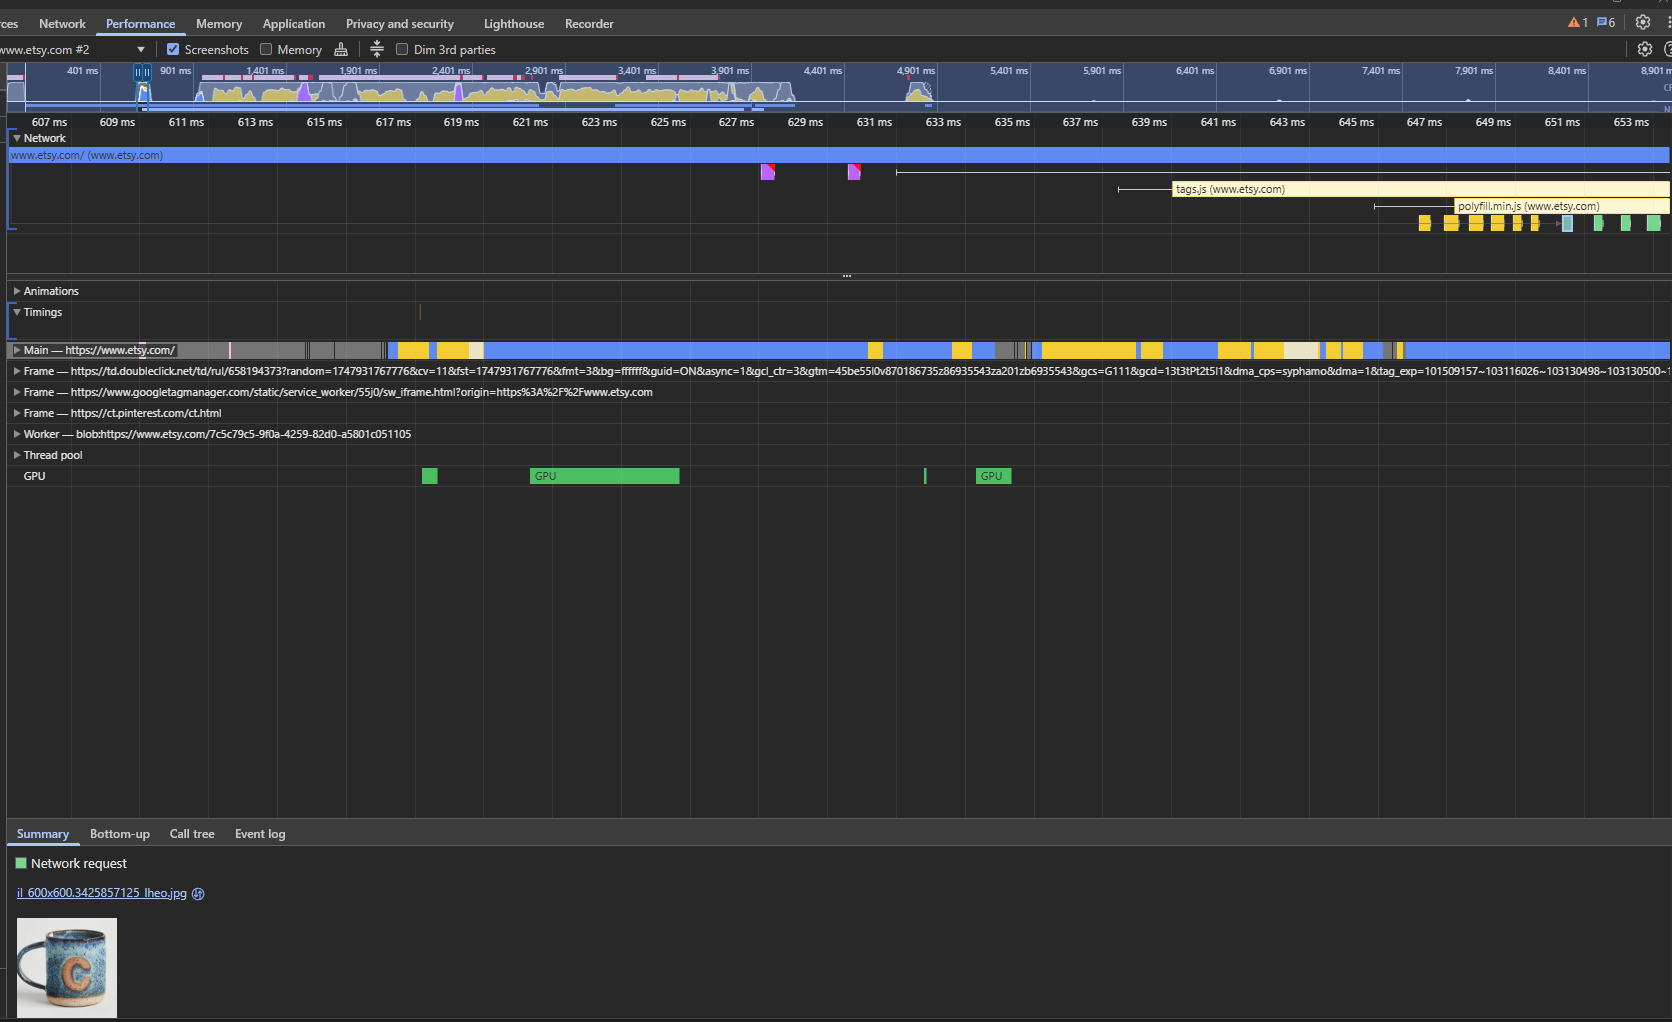 ces Network Performance Memory Application Privacy and security Lighthouse Recorder 1 6
www.etsy.com #2 Screenshots Memory Dim 3rd parties
401 ms 901 ms 1,401 ms 1,901 ms 2,401 ms 2,901 ms 3,401 ms 3,901 ms 4,401 ms 4,901 ms 5,401 ms 5,901 ms 6,401 ms 6,901 ms 7,401 ms 7,901 ms 8,401 ms 8,901 m
607 ms 609 ms 611 ms 613 ms 615 ms 617 ms 619 ms 621 ms 623 ms 625 ms 627 ms 629 ms 631 ms 633 ms 635 ms 637 ms 639 ms 641 ms 643 ms 645 ms 647 ms 649 ms 651 ms 653 ms
Network
www.etsy.com/ (www.etsy.com)
tags.js (www.etsy.com)
polyfill.min.js (www.etsy.com)
...
Animations
Timings
Main — https://www.etsy.com/
Frame — https://td.doubleclick.net/td/rul/658194373?random=1747931767776&cv=11&fst=1747931767776&fmt=3&bg=ffffff&guid=ON&async=1&gcl_ctr=3&gtm=45be55l0v870186735z86935543za201zb6935543&gcs=G111&gcd=13t3tPt2t5l1&dma_cps=syphamo&dma=1&tag_exp=101509157~103116026~103130498~103130500~1
Frame — https://www.googletagmanager.com/static/service_worker/55j0/sw_iframe.html?origin=https%3A%2F%2Fwww.etsy.com
Frame — https://ct.pinterest.com/ct.html
Worker — blob:https://www.etsy.com/7c5c79c5-9f0a-4259-82d0-a5801c051105
Thread pool
GPU GPU GPU
Summary Bottom-up Call tree Event log
Network request
il_600x600.3425857125_lheo.jpg
C